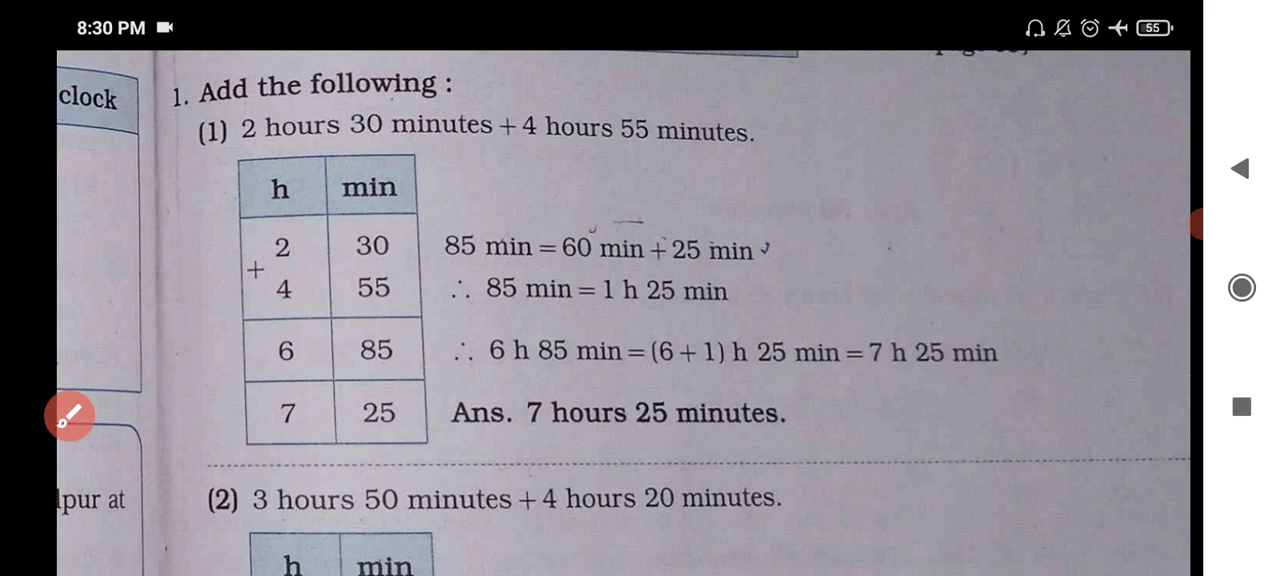 8:30 PM
55
clock
1. Add the following :
(1) 2 hours 30 minutes + 4 hours 55 minutes.
h min
2 30 85 min = 60 min + 25 min
+
4 55 ∴ 85 min = 1 h 25 min
6 85 ∴ 6 h 85 min = (6 + 1) h 25 min = 7 h 25 min
7 25 Ans. 7 hours 25 minutes.
lpur at
(2) 3 hours 50 minutes + 4 hours 20 minutes.
h min